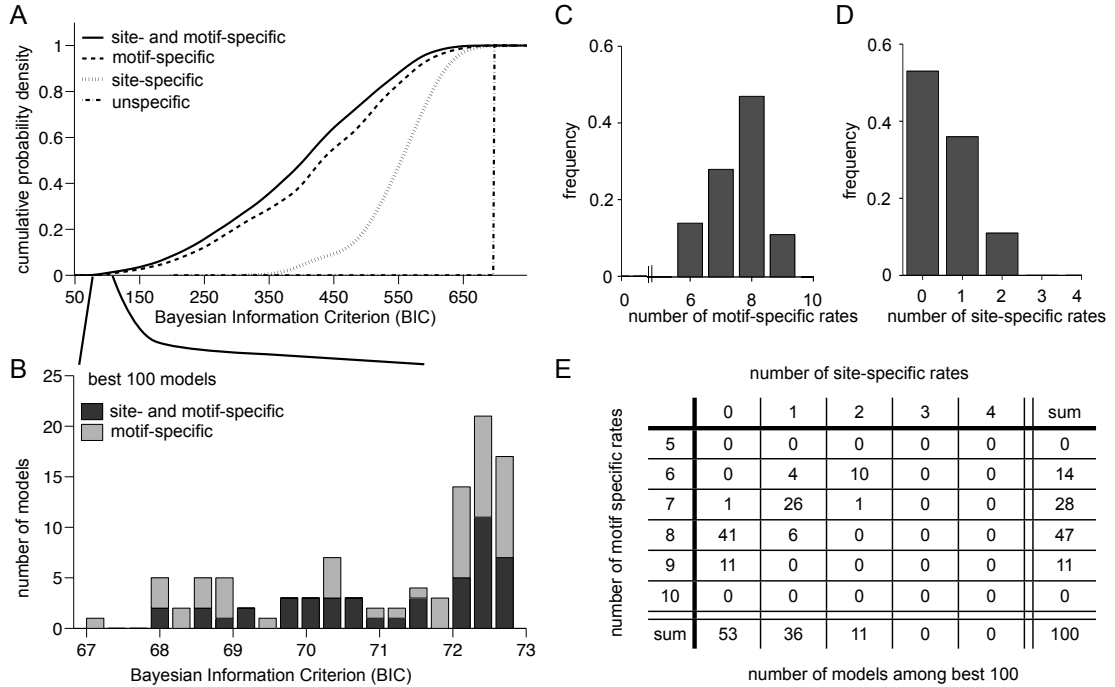 A
1
0.8
0.6
0.4
0.2
0
cumulative probability density
site- and motif-specific
motif-specific
site-specific
unspecific
50 150 250 350 450 550 650
Bayesian Information Criterion (BIC)
B
best 100 models
25
20
15
10
5
0
number of models
site- and motif-specific
motif-specific
67 68 69 70 71 72 73
Bayesian Information Criterion (BIC)
C
0.6
0.4
0.2
0
frequency
0 6 8 10
number of motif-specific rates
D
0.6
0.4
0.2
0
frequency
0 1 2 3 4
number of site-specific rates
E
number of site-specific rates
number of motif specific rates
0 1 2 3 4 sum
5 0 0 0 0 0 0
6 0 4 10 0 0 14
7 1 26 1 0 0 28
8 41 6 0 0 0 47
9 11 0 0 0 0 11
10 0 0 0 0 0 0
sum 53 36 11 0 0 100
number of models among best 100